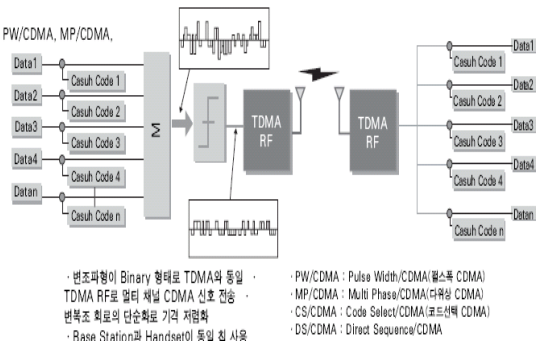 PW/CDMA, MP/CDMA,
Data1
Casuh Code 1
Data2
Casuh Code 2
Data3
Casuh Code 3
Data4
Casuh Code 4
Datan
Casuh Code n
Σ
TDMA
RF
TDMA
RF
Data1
Casuh Code 1
Data2
Casuh Code 2
Casuh Code 3
Data4
Casuh Code 4
Datan
Casuh Code n
· 변조파형이 Binary 형태로 TDMA와 동일 ·
TDMA RF로 멀티 채널 CDMA 신호 전송 ·
변복조 회로의 단순화로 가격 저렴화
· Base Station과 Handset이 동일 칩 사용
· PW/CDMA : Pulse Width/CDMA(펄스폭 CDMA)
· MP/CDMA : Multi Phase/CDMA(다위상 CDMA)
· CS/CDMA : Code Select/CDMA(코드선택 CDMA)
· DS/CDMA : Direct Sequence/CDMA